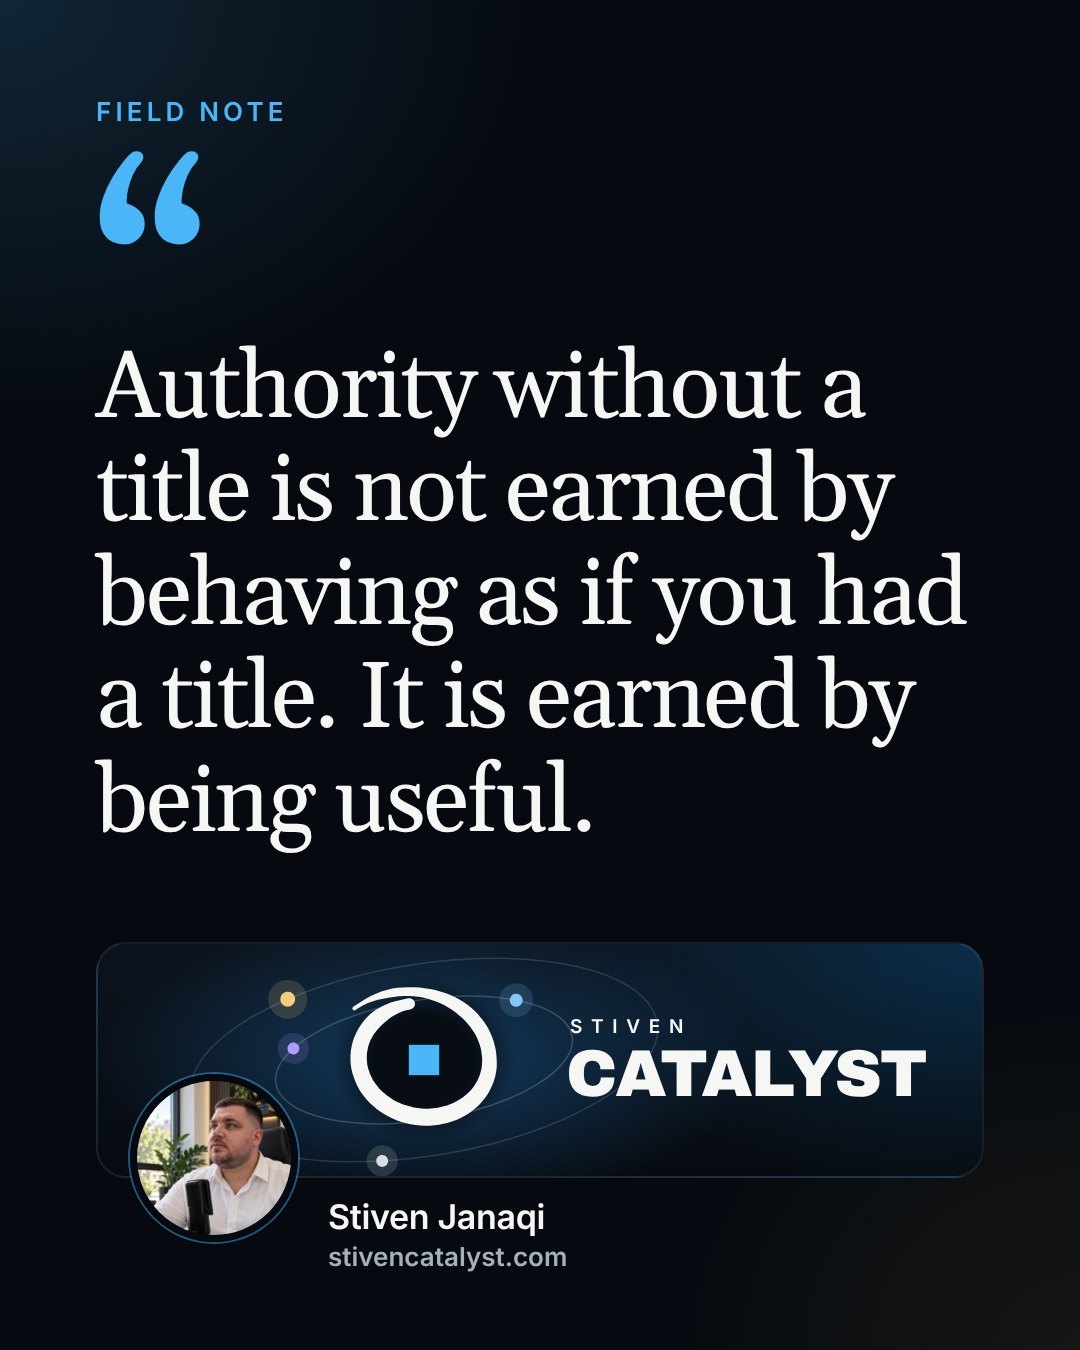 FIELD NOTE
“
Authority without a
title is not earned by
behaving as if you had
a title. It is earned by
being useful.
STIVEN
CATALYST
Stiven Janaqi
stivencatalyst.com